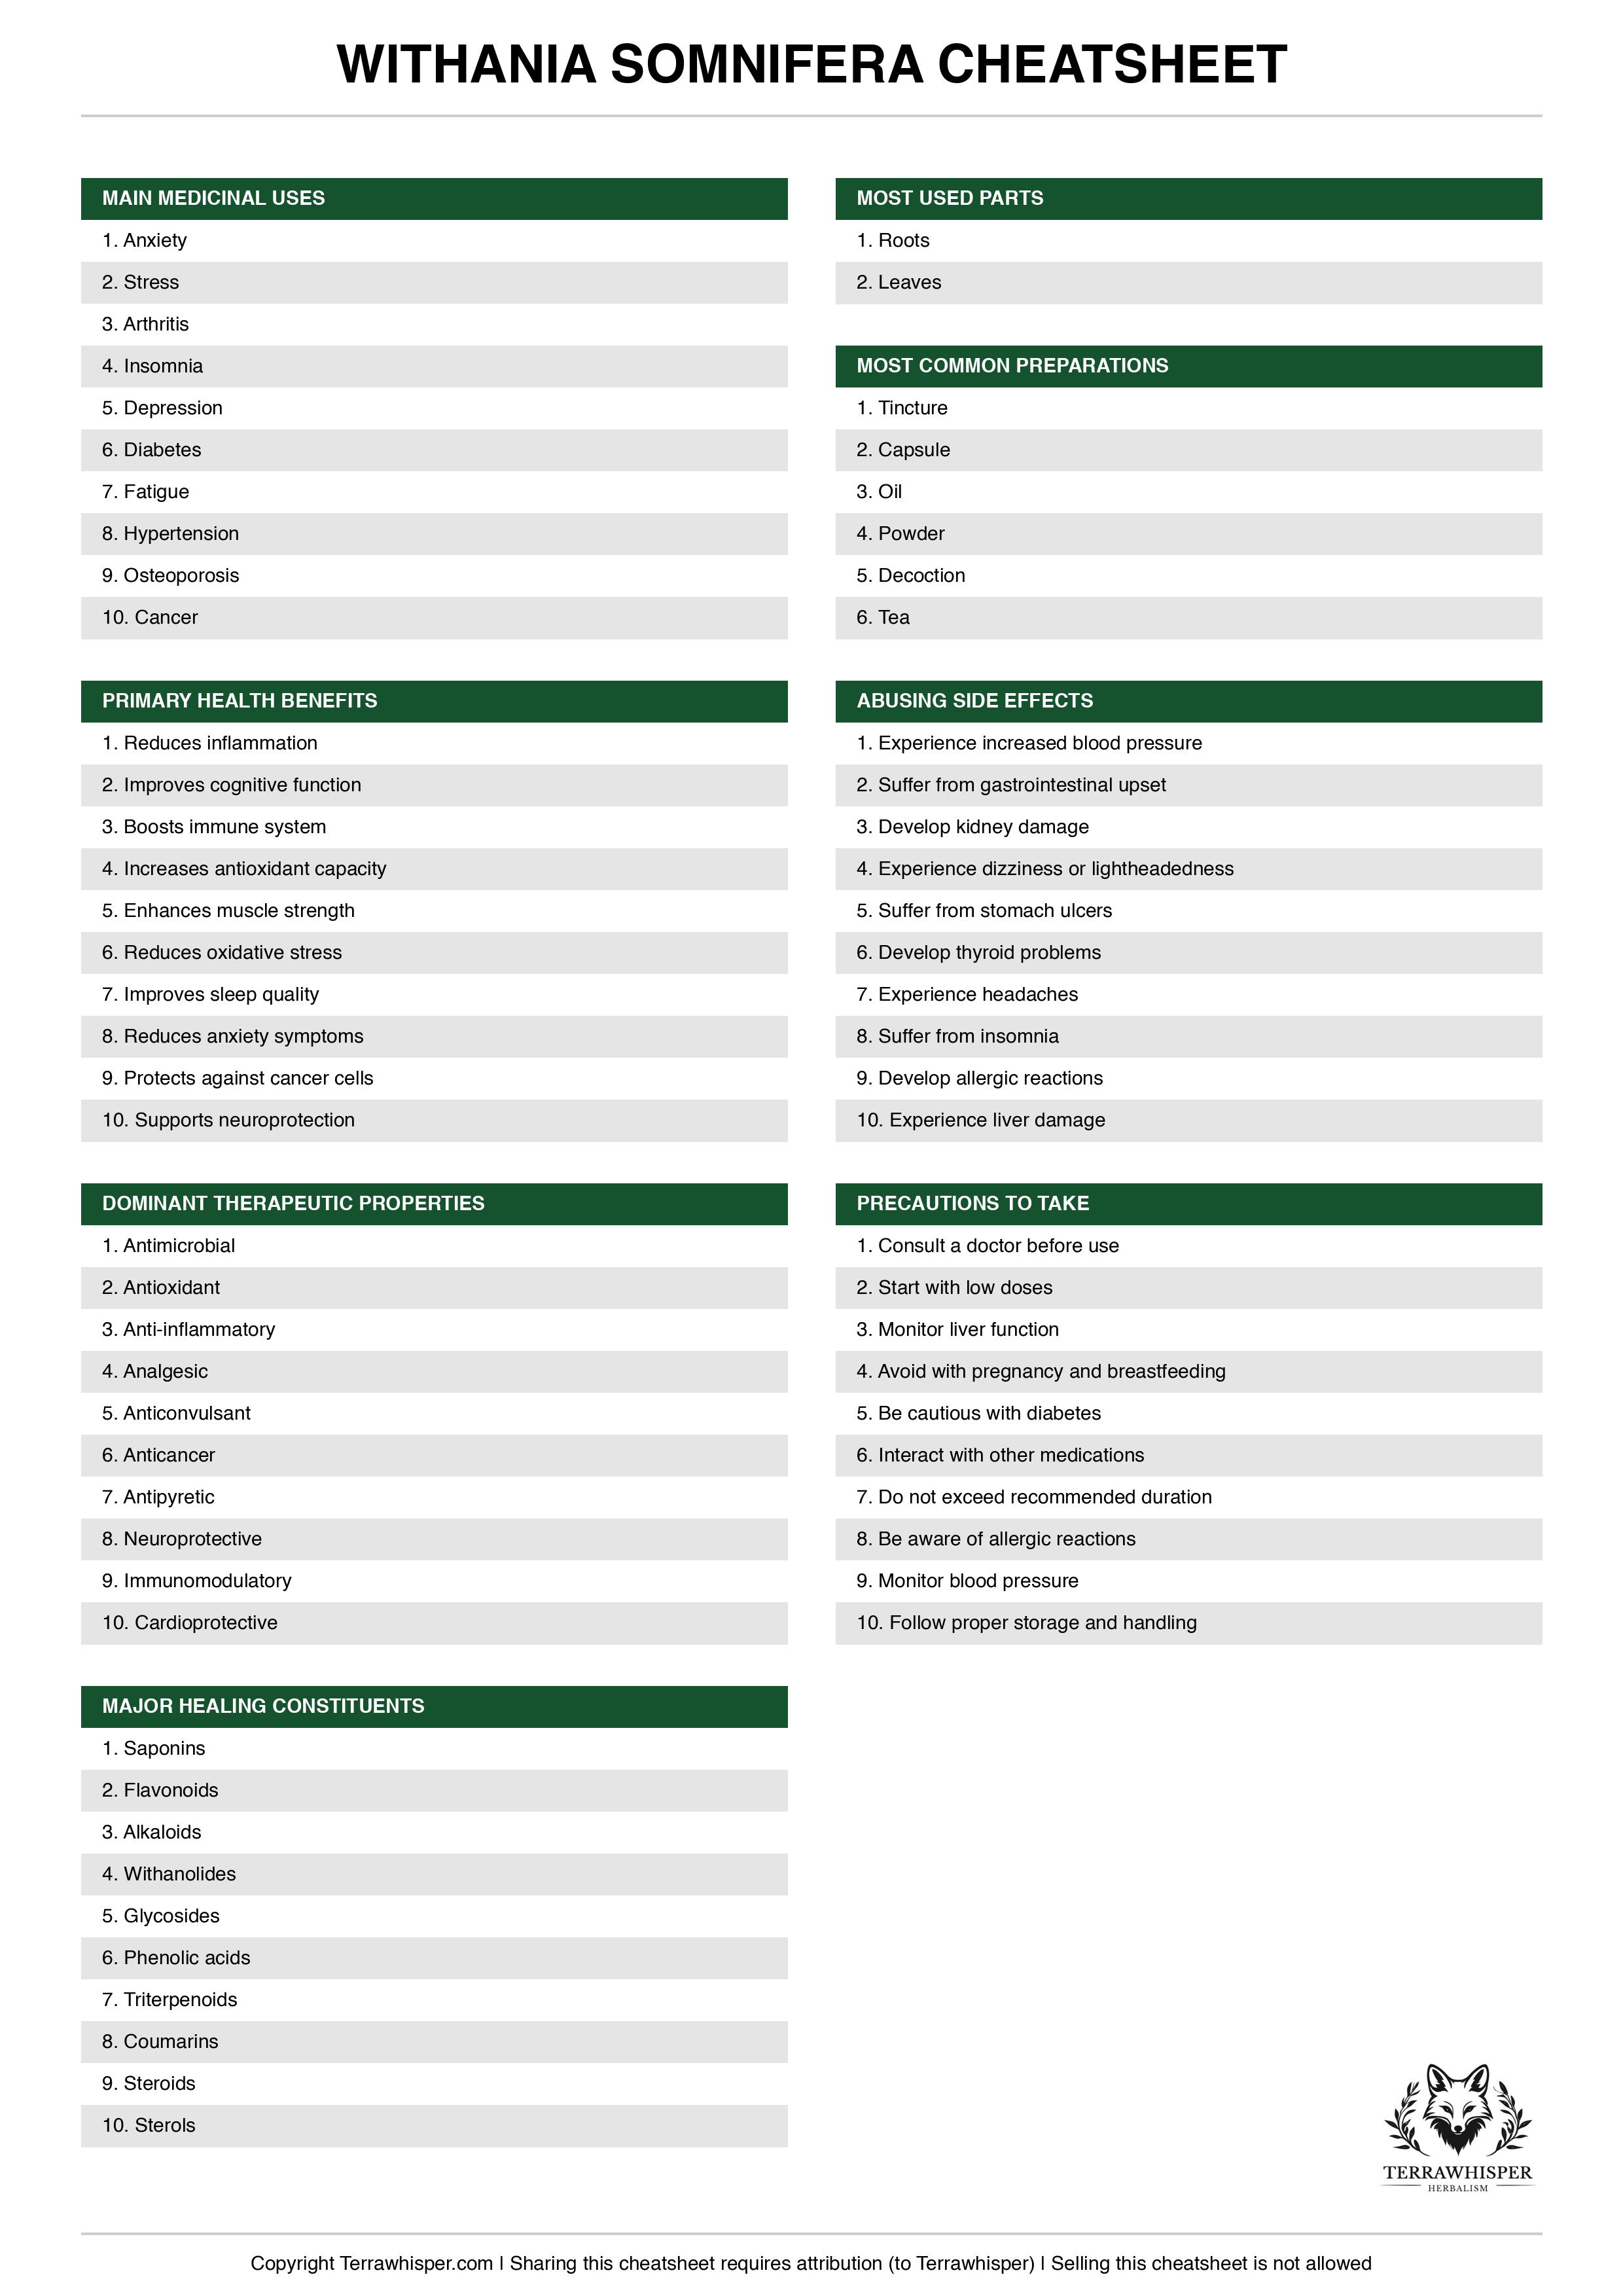 WITHANIA SOMNIFERA CHEATSHEET
MAIN MEDICINAL USES
1. Anxiety
2. Stress
3. Arthritis
4. Insomnia
5. Depression
6. Diabetes
7. Fatigue
8. Hypertension
9. Osteoporosis
10. Cancer
PRIMARY HEALTH BENEFITS
1. Reduces inflammation
2. Improves cognitive function
3. Boosts immune system
4. Increases antioxidant capacity
5. Enhances muscle strength
6. Reduces oxidative stress
7. Improves sleep quality
8. Reduces anxiety symptoms
9. Protects against cancer cells
10. Supports neuroprotection
DOMINANT THERAPEUTIC PROPERTIES
1. Antimicrobial
2. Antioxidant
3. Anti-inflammatory
4. Analgesic
5. Anticonvulsant
6. Anticancer
7. Antipyretic
8. Neuroprotective
9. Immunomodulatory
10. Cardioprotective
MAJOR HEALING CONSTITUENTS
1. Saponins
2. Flavonoids
3. Alkaloids
4. Withanolides
5. Glycosides
6. Phenolic acids
7. Triterpenoids
8. Coumarins
9. Steroids
10. Sterols
MOST USED PARTS
1. Roots
2. Leaves
MOST COMMON PREPARATIONS
1. Tincture
2. Capsule
3. Oil
4. Powder
5. Decoction
6. Tea
ABUSING SIDE EFFECTS
1. Experience increased blood pressure
2. Suffer from gastrointestinal upset
3. Develop kidney damage
4. Experience dizziness or lightheadedness
5. Suffer from stomach ulcers
6. Develop thyroid problems
7. Experience headaches
8. Suffer from insomnia
9. Develop allergic reactions
10. Experience liver damage
PRECAUTIONS TO TAKE
1. Consult a doctor before use
2. Start with low doses
3. Monitor liver function
4. Avoid with pregnancy and breastfeeding
5. Be cautious with diabetes
6. Interact with other medications
7. Do not exceed recommended duration
8. Be aware of allergic reactions
9. Monitor blood pressure
10. Follow proper storage and handling
TERRAWHISPER
HERBALISM
Copyright Terrawhisper.com | Sharing this cheatsheet requires attribution (to Terrawhisper) | Selling this cheatsheet is not allowed